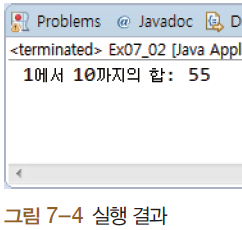 Problems @ Javadoc D
<terminated> Ex07_02 [Java Appl
1에서 10까지의 합: 55
그림 7-4 실행 결과